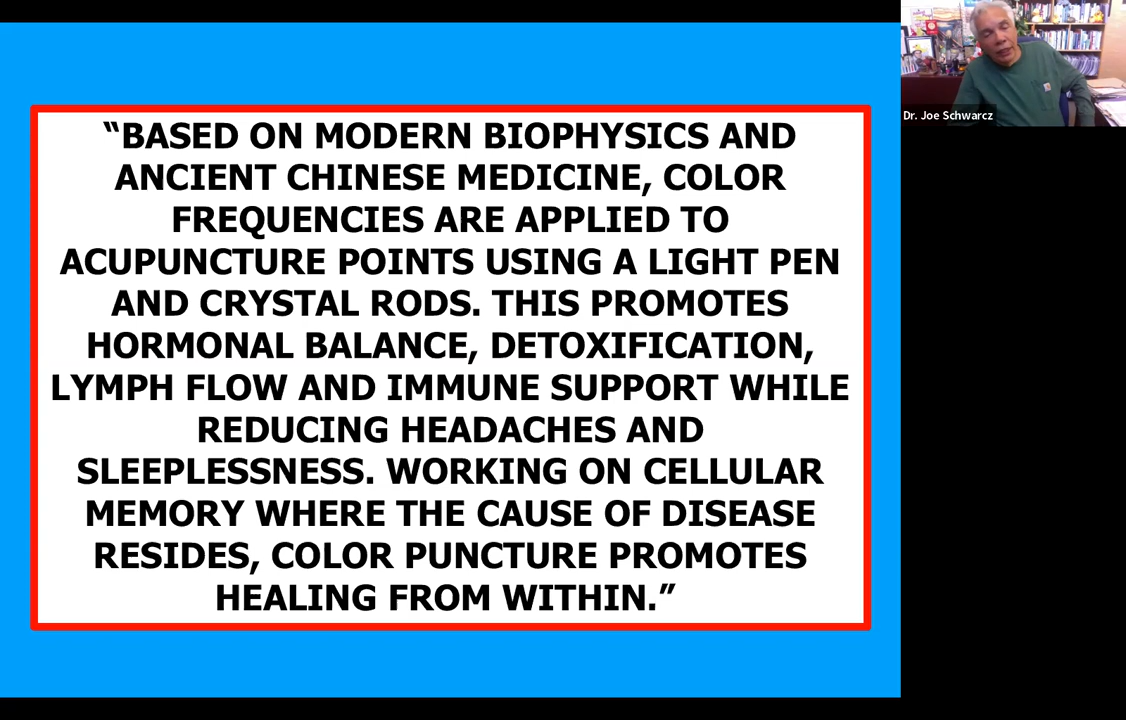 “BASED ON MODERN BIOPHYSICS AND
ANCIENT CHINESE MEDICINE, COLOR
FREQUENCIES ARE APPLIED TO
ACUPUNCTURE POINTS USING A LIGHT PEN
AND CRYSTAL RODS. THIS PROMOTES
HORMONAL BALANCE, DETOXIFICATION,
LYMPH FLOW AND IMMUNE SUPPORT WHILE
REDUCING HEADACHES AND
SLEEPLESSNESS. WORKING ON CELLULAR
MEMORY WHERE THE CAUSE OF DISEASE
RESIDES, COLOR PUNCTURE PROMOTES
HEALING FROM WITHIN.”
Dr. Joe Schwarcz